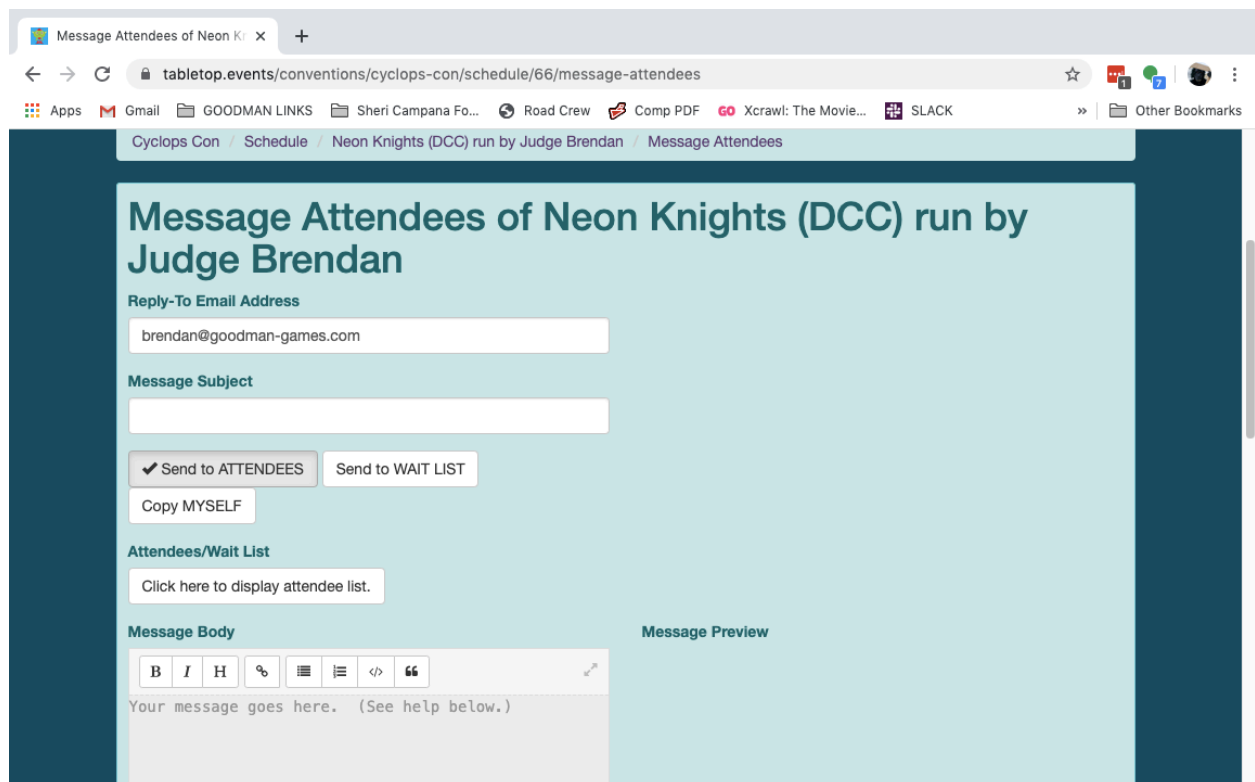 Message Attendees of Neon Kr
tabletop.events/conventions/cyclops-con/schedule/66/message-attendees
1
7
Apps Gmail GOODMAN LINKS Sheri Campana Fo... Road Crew Comp PDF GO Xcrawl: The Movie... SLACK » Other Bookmarks
Cyclops Con / Schedule / Neon Knights (DCC) run by Judge Brendan / Message Attendees
Message Attendees of Neon Knights (DCC) run by
Judge Brendan
Reply-To Email Address
brendan@goodman-games.com
Message Subject
Send to ATTENDEES Send to WAIT LIST
Copy MYSELF
Attendees/Wait List
Click here to display attendee list.
Message Body Message Preview
B I H
Your message goes here. (See help below.)